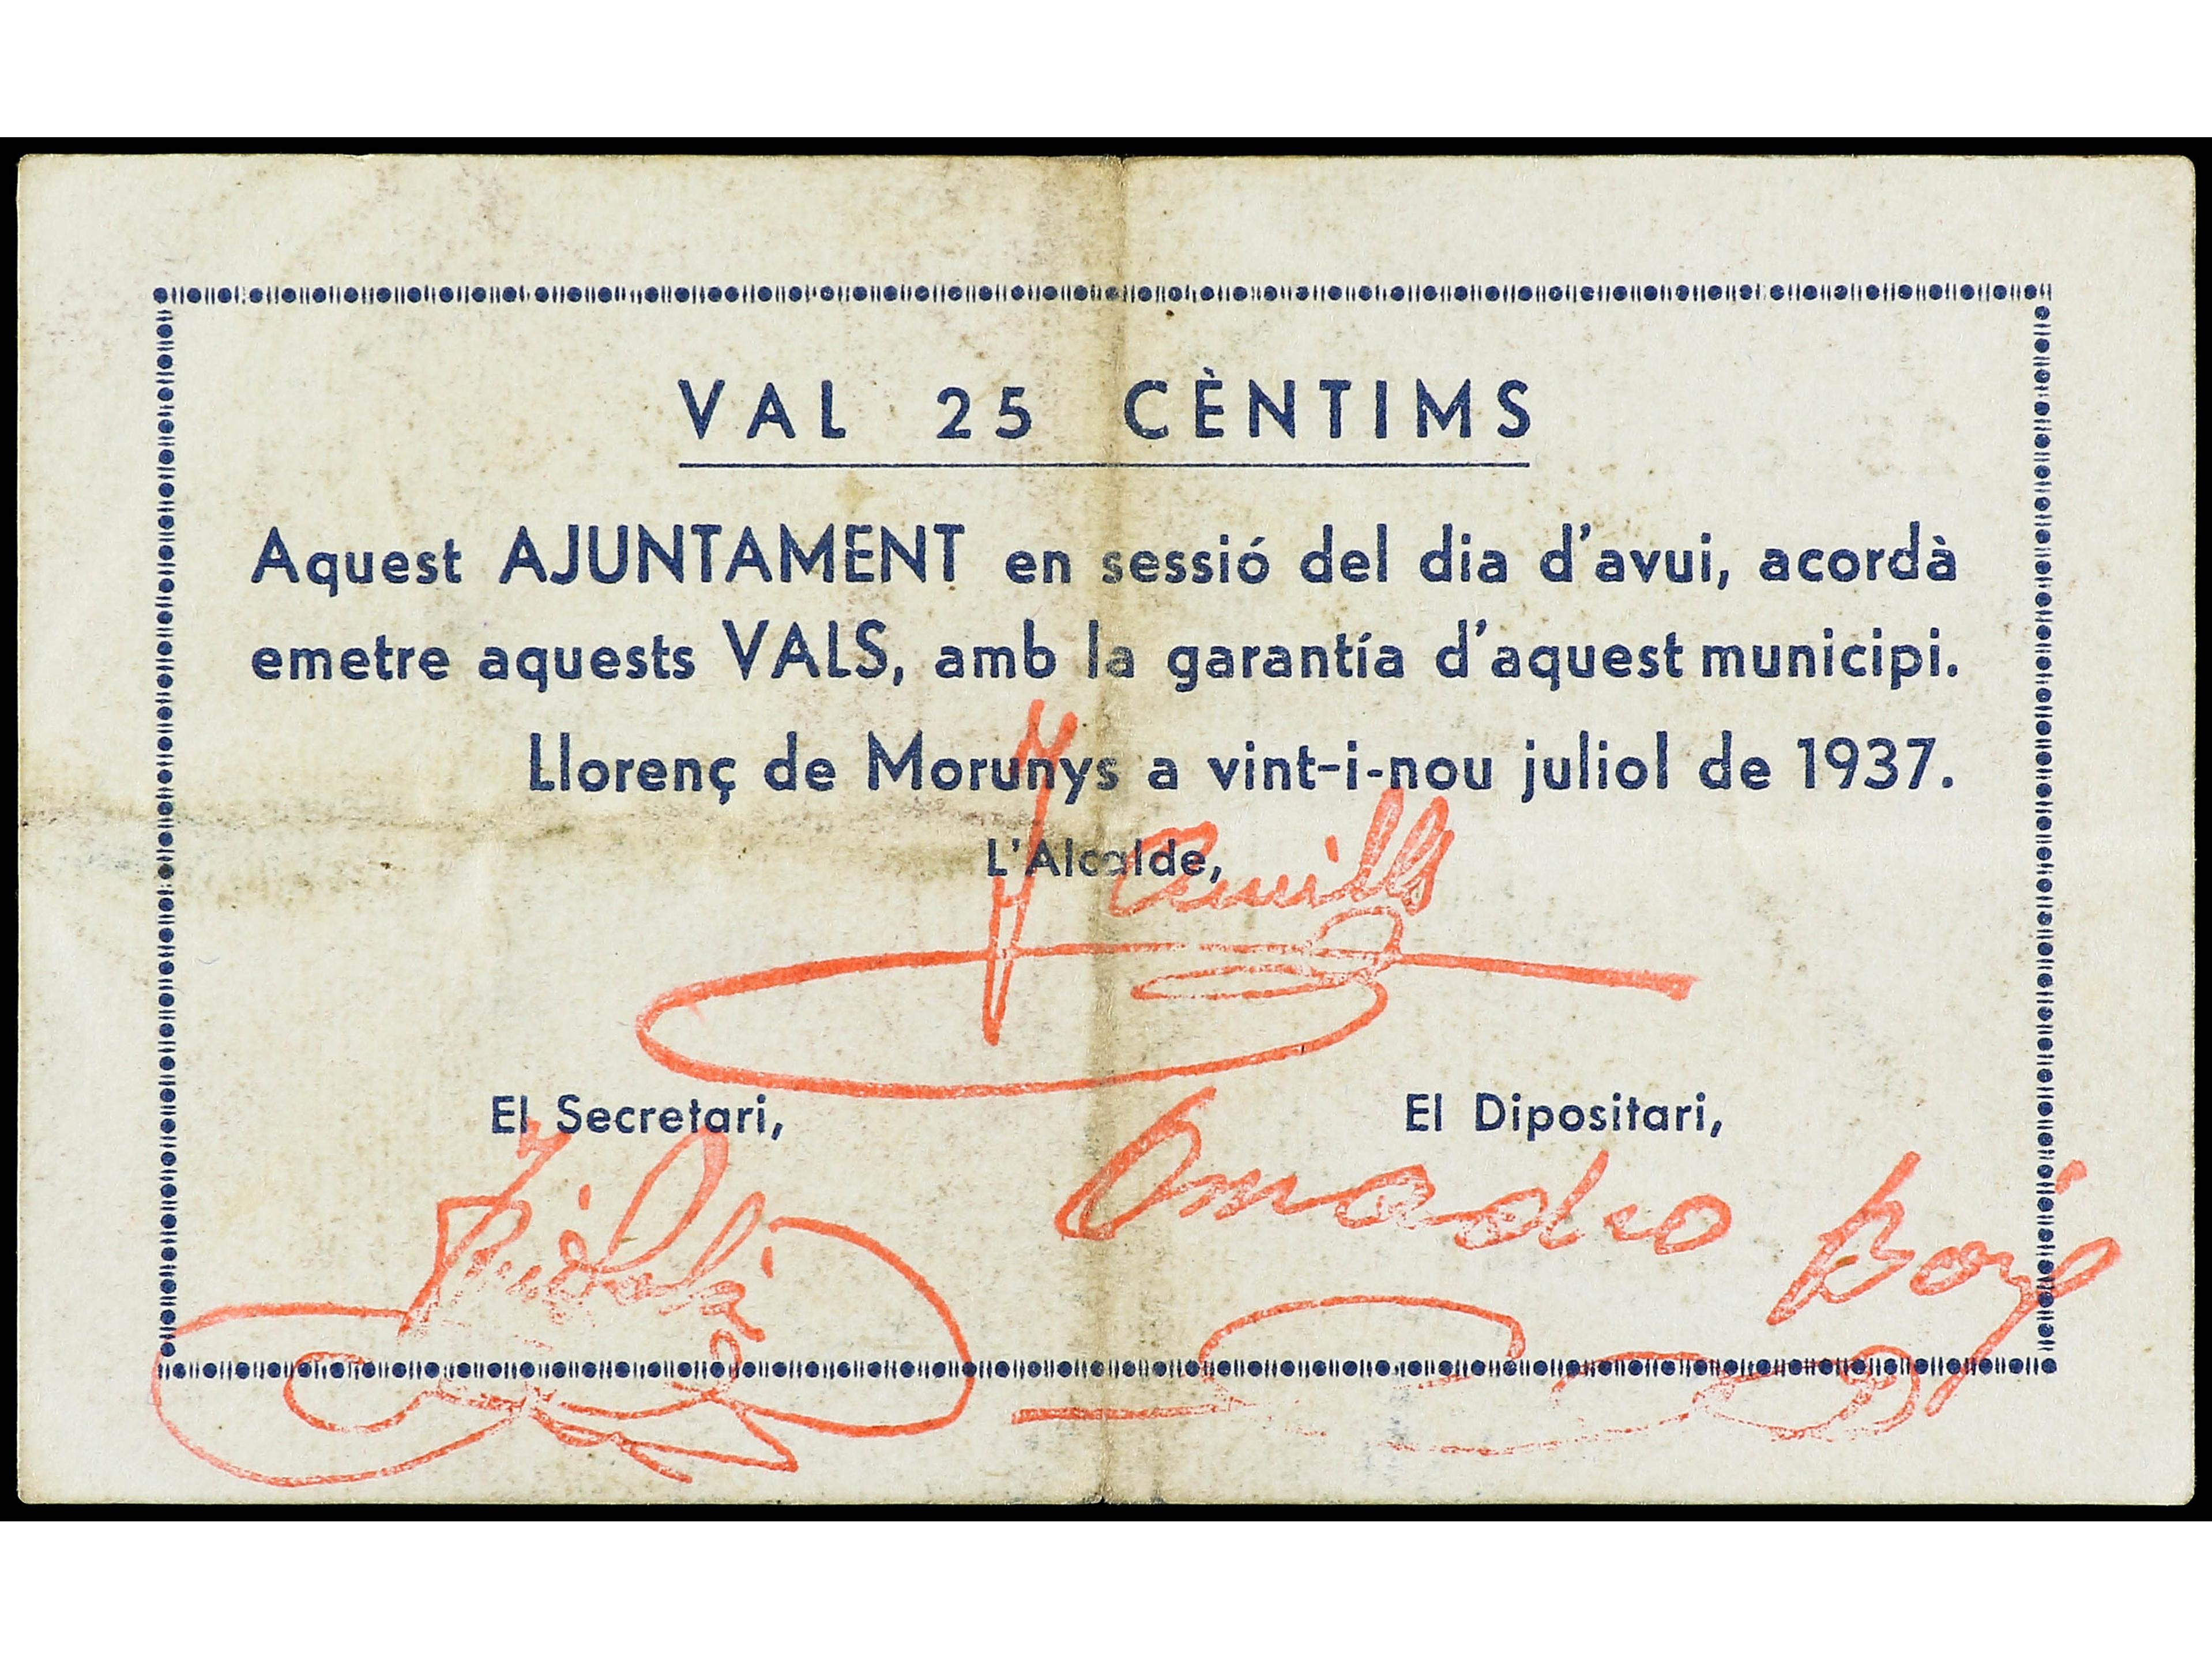 VAL 25 CÈNTIMS
Aquest AJUNTAMENT en sessió del dia d'avui, acordà
emetre aquests VALS, amb la garantía d'aquest municipi.
Llorenç de Morunys a vint-i-nou juliol de 1937.
L'Alcalde,
El Secretari, El Dipositari,
Amadeo